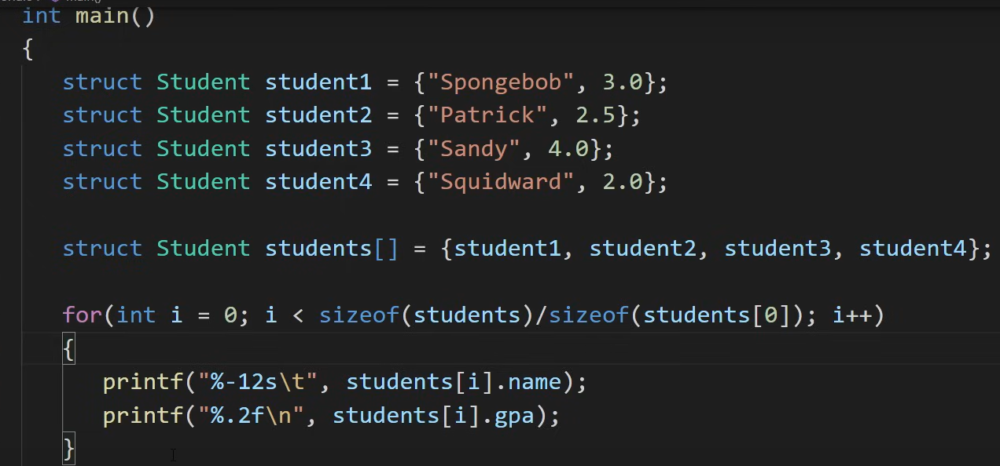 int main()
{
struct Student student1 = {"Spongebob", 3.0};
struct Student student2 = {"Patrick", 2.5};
struct Student student3 = {"Sandy", 4.0};
struct Student student4 = {"Squidward", 2.0};
struct Student students[] = {student1, student2, student3, student4};
for(int i = 0; i < sizeof(students)/sizeof(students[0]); i++)
{
printf("%-12s\t", students[i].name);
printf("%.2f\n", students[i].gpa);
}